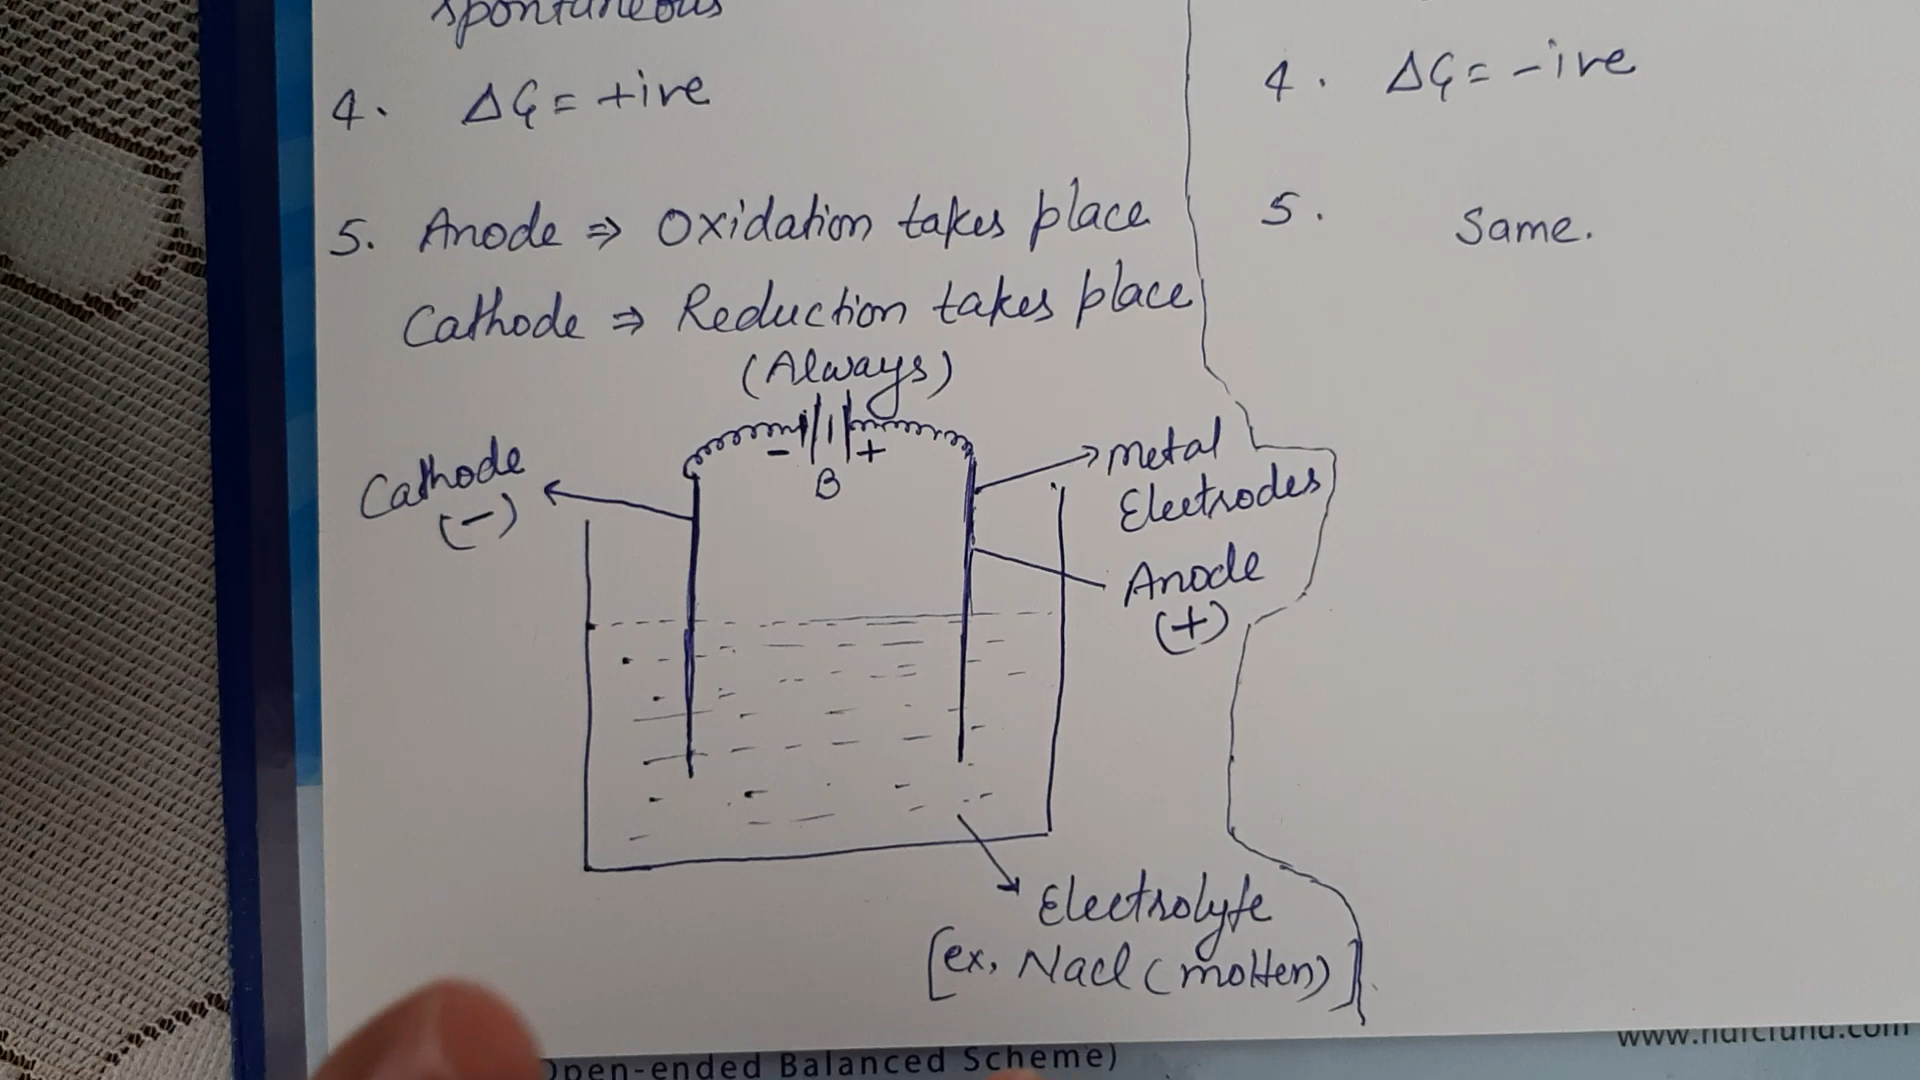 spontaneous
4. ΔG = +ive
5. Anode ⇒ Oxidation takes place
Cathode ⇒ Reduction takes place
(Always)
4. ΔG = -ive
5. Same.
Cathode
(-)
- +
B
Metal
Electrodes
Anode
(+)
Electrolyte
[ex, Nacl (molten)]
Open-ended Balanced Scheme)